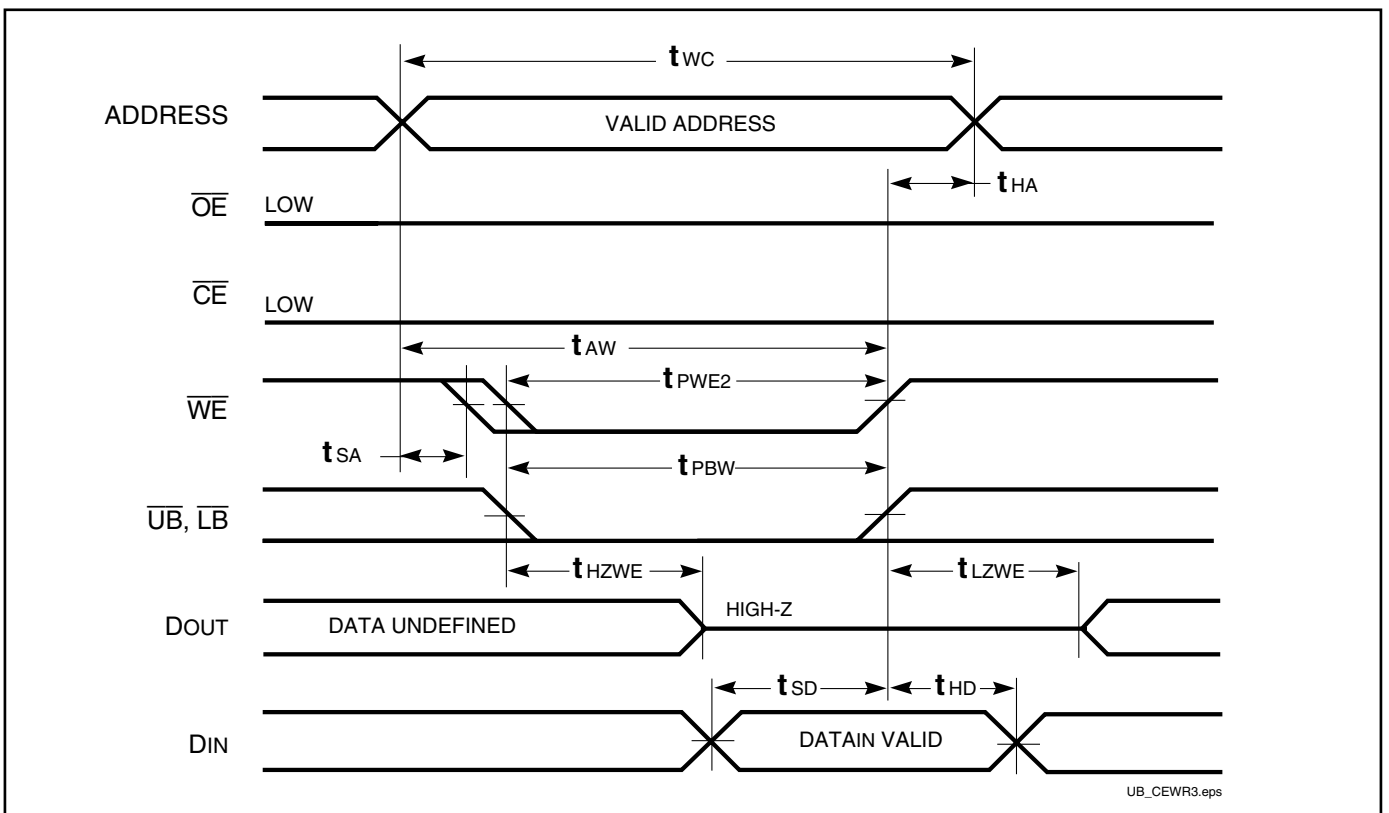 tWC
ADDRESS
VALID ADDRESS
tHA
OE LOW
CE LOW
tAW
tPWE2
WE
tSA
tPBW
UB, LB
tHZWE
tLZWE
DOUT
DATA UNDEFINED
HIGH-Z
tSD
tHD
DIN
DATAIN VALID
UB_CEWR3.eps